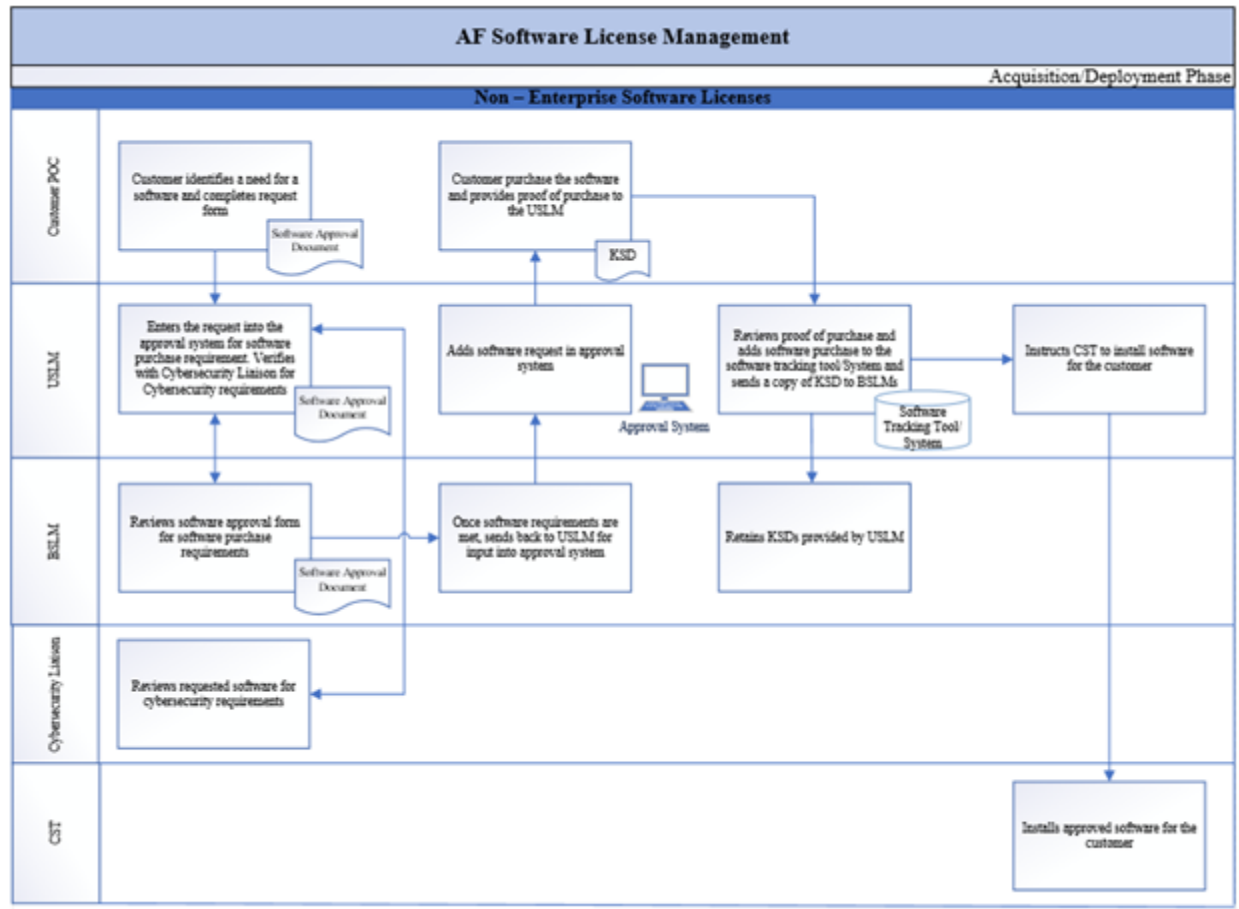 AF Software License Management
Acquisition/Deployment Phase
Non – Enterprise Software Licenses
Customer POC
Customer identifies a need for a
software and completes request
form
Software Approval
Document
Customer purchase the software
and provides proof of purchase to
the USLM
KSD
USLM
Enters the request into the
approval system for software
purchase requirement. Verifies
with Cybersecurity Liaison for
Cybersecurity requirements
Software Approval
Document
Adds software request in approval
system
Approval System
Reviews proof of purchase and
adds software purchase to the
software tracking tool/System and
sends a copy of KSD to BSLMs
Software
Tracking Tool/
System
Instructs CST to install software
for the customer
BSLM
Reviews software approval form
for software purchase
requirements
Software Approval
Document
Once software requirements are
met, sends back to USLM for
input into approval system
Retains KSDs provided by USLM
Cybersecurity Liaison
Reviews requested software for
cybersecurity requirements
CST
Installs approved software for the
customer